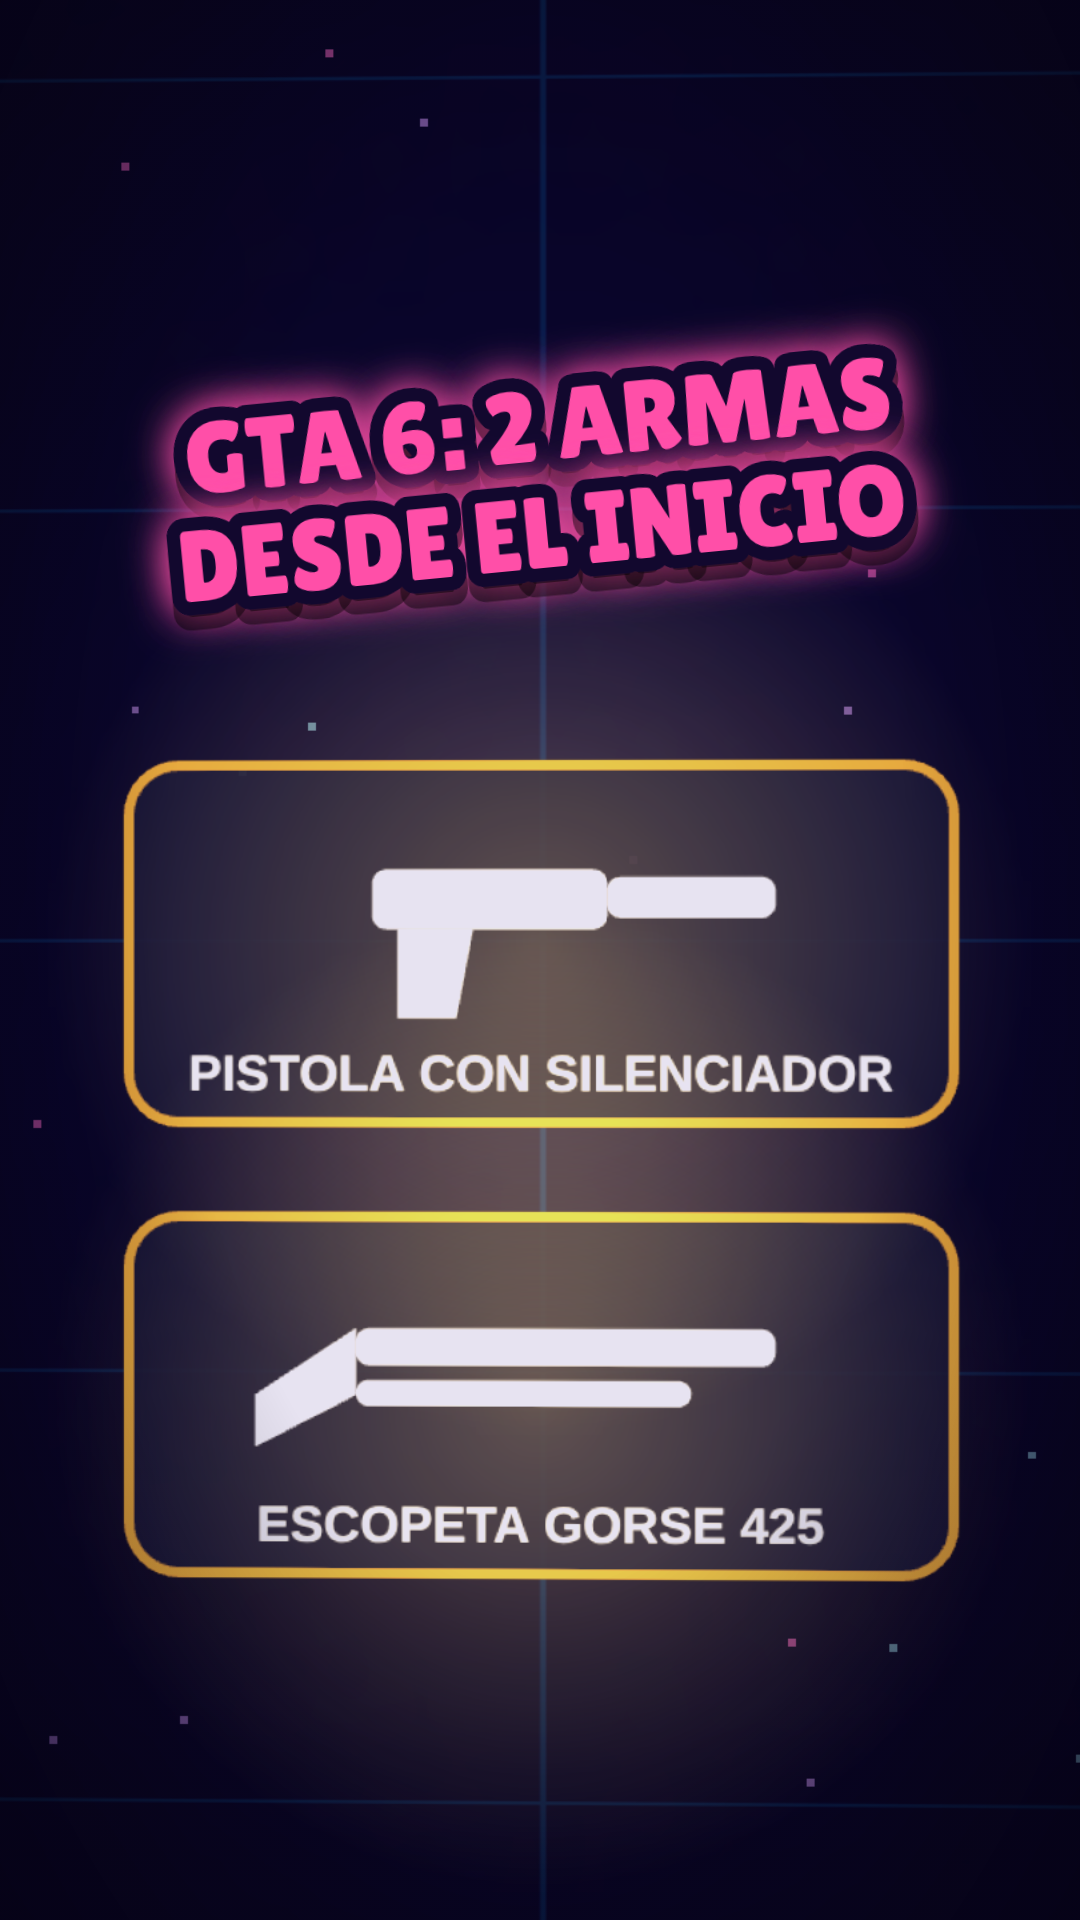 GTA 6: 2 ARMAS
DESDE EL INICIO
PISTOLA CON SILENCIADOR
ESCOPETA GORSE 425